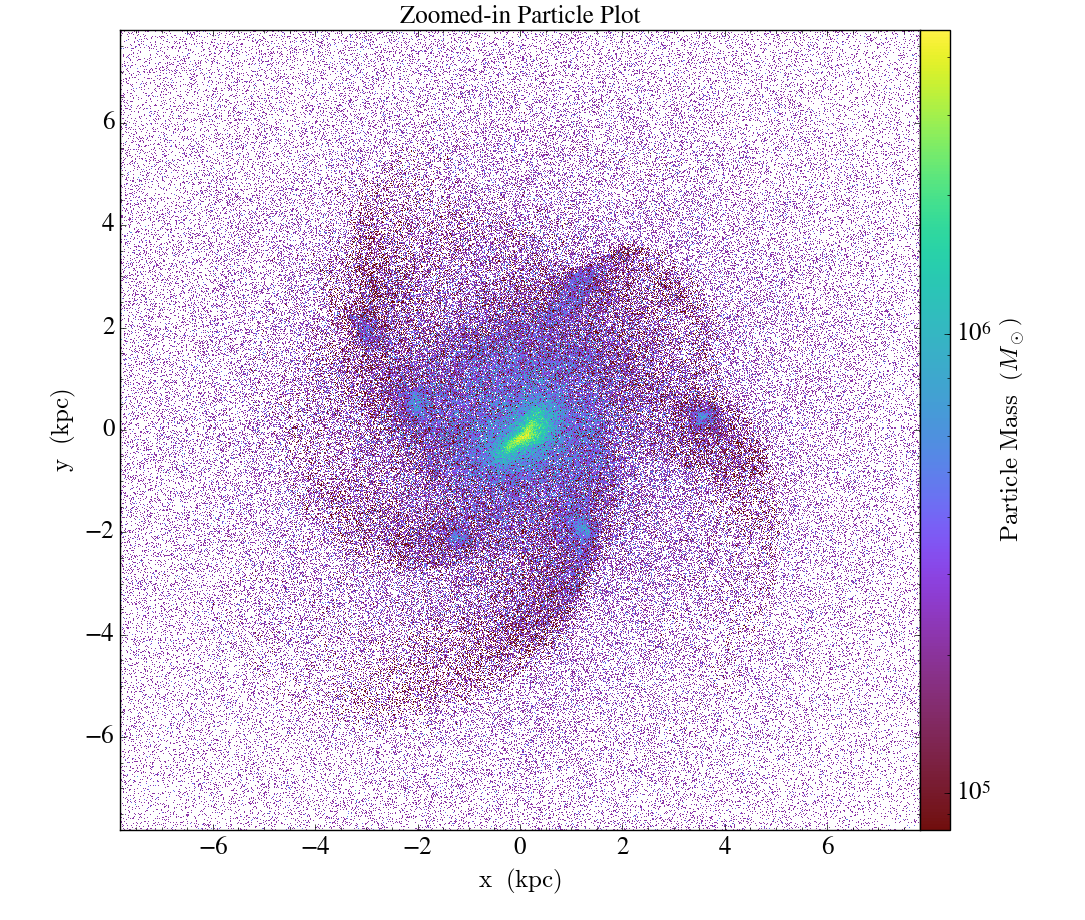 Zoomed-in Particle Plot
6
4
2
0
−2
−4
−6
y (kpc)
−6 −4 −2 0 2 4 6
x (kpc)
10⁶
10⁵
Particle Mass (M⊙)